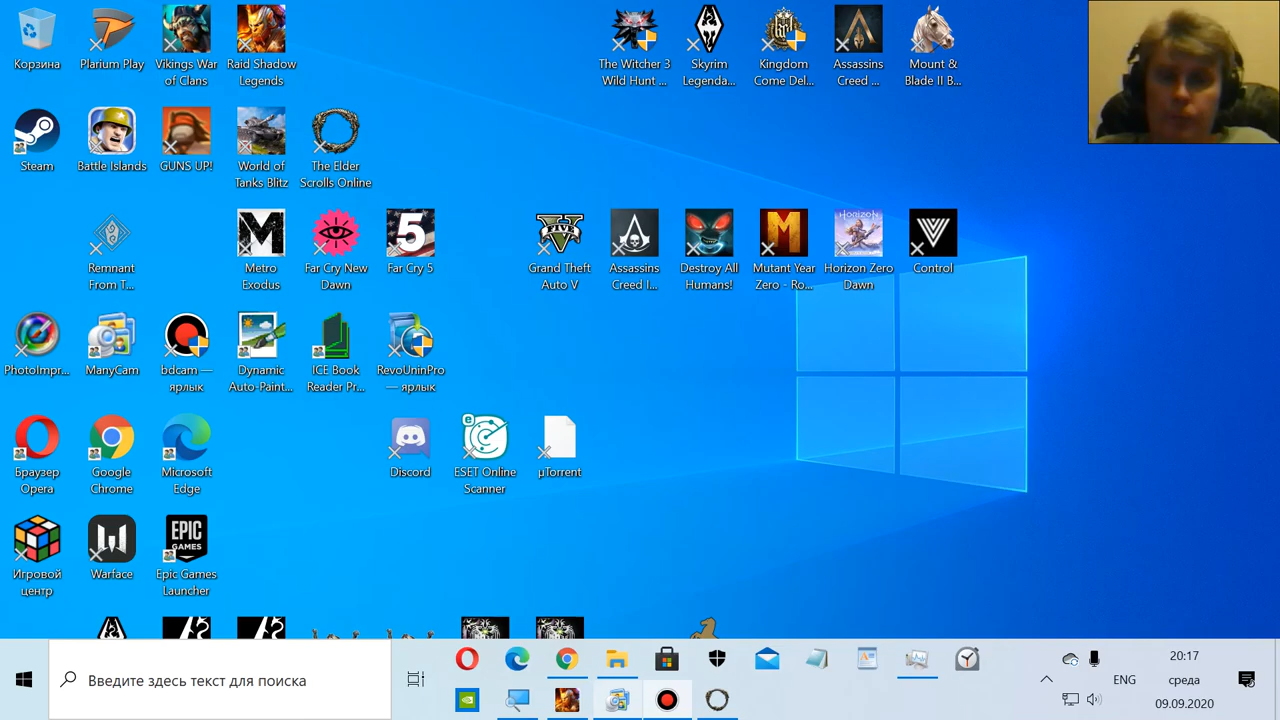 Корзина
Plarium Play
Vikings War
of Clans
Raid Shadow
Legends
The Witcher 3
Wild Hunt ...
Skyrim
Legenda...
Kingdom
Come Del...
Assassins
Creed ...
Mount &
Blade II B...
Steam
Battle Islands
GUNS UP!
World of
Tanks Blitz
The Elder
Scrolls Online
Remnant
From T...
Metro
Exodus
Far Cry New
Dawn
5
Far Cry 5
FIVE
Grand Theft
Auto V
Assassins
Creed I...
Destroy All
Humans!
Mutant Year
Zero - Ro...
HORIZON
Horizon Zero
Dawn
Control
PhotoImpr...
ManyCam
bdcam —
ярлык
Dynamic
Auto-Paint...
ICE Book
Reader Pr...
RevoUninPro
— ярлык
Браузер
Opera
Google
Chrome
Microsoft
Edge
Discord
ESET Online
Scanner
µTorrent
Игровой
центр
Warface
EPIC
GAMES
Epic Games
Launcher
Введите здесь текст для поиска
ENG
20:17
среда
09.09.2020